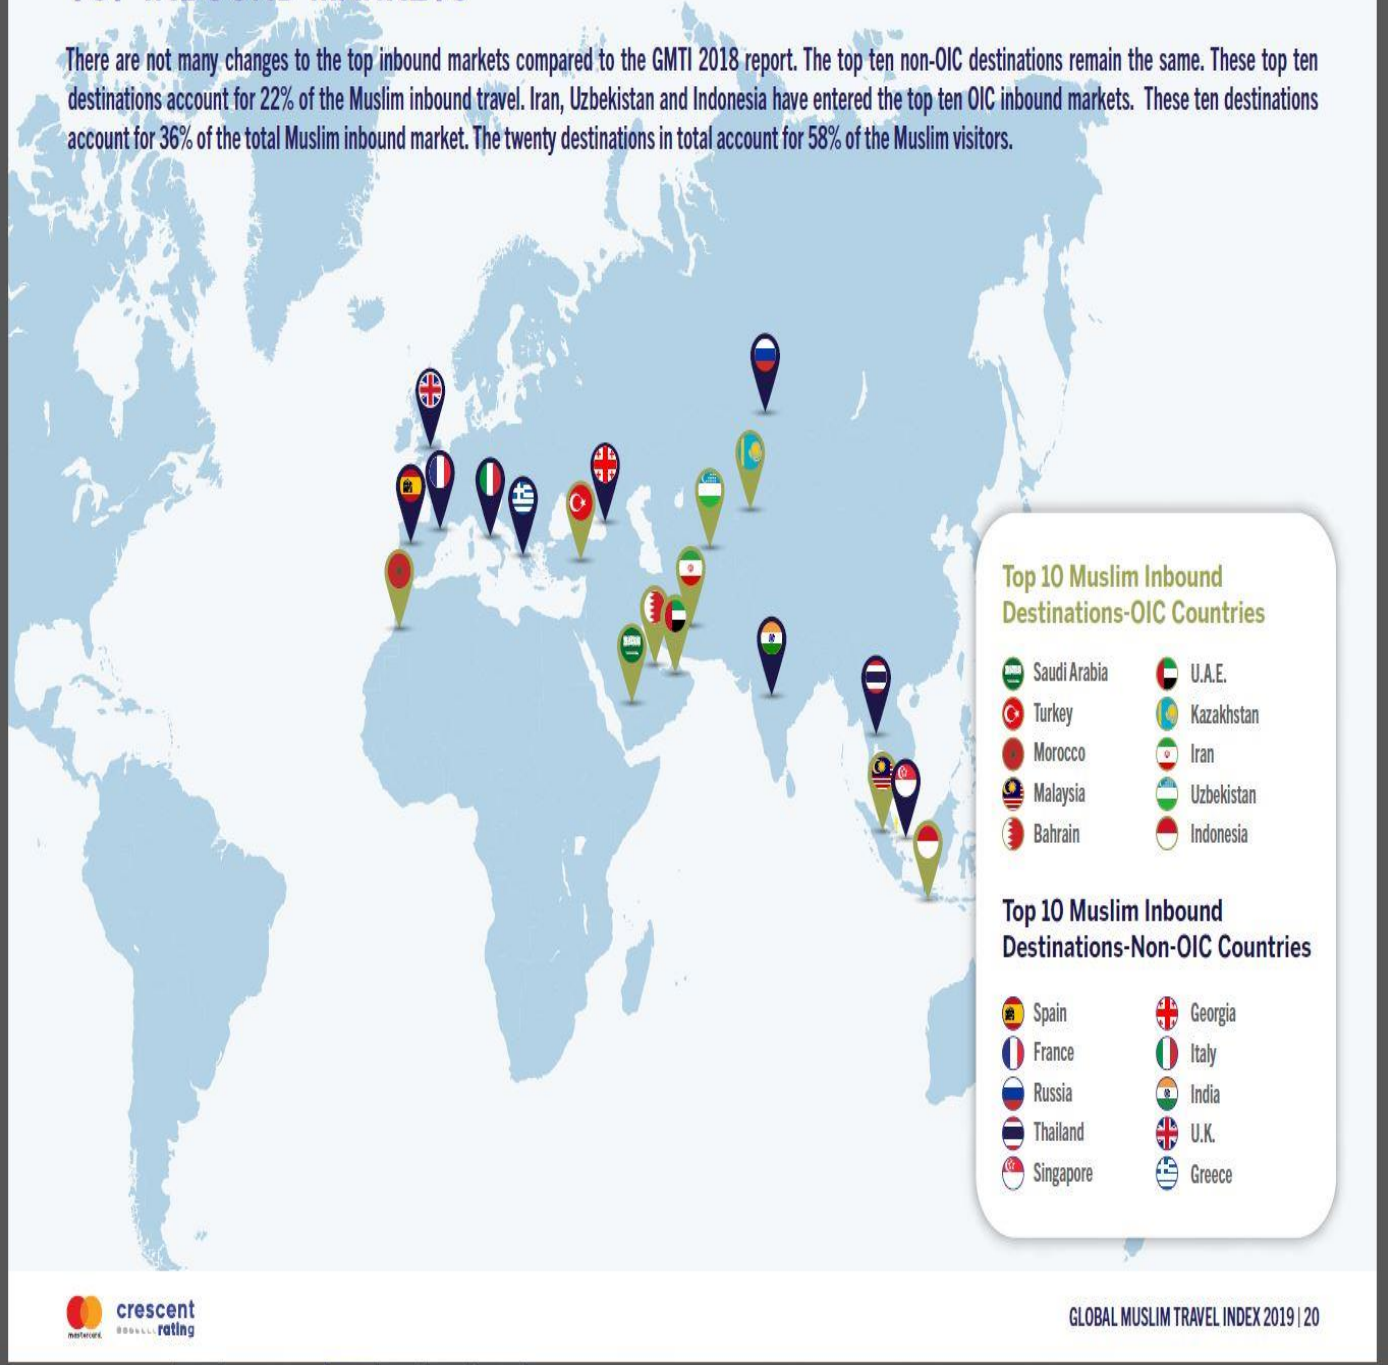 There are not many changes to the top inbound markets compared to the GMTI 2018 report. The top ten non-OIC destinations remain the same. These top ten
destinations account for 22% of the Muslim inbound travel. Iran, Uzbekistan and Indonesia have entered the top ten OIC inbound markets. These ten destinations
account for 36% of the total Muslim inbound market. The twenty destinations in total account for 58% of the Muslim visitors.
Top 10 Muslim Inbound
Destinations-OIC Countries
Saudi Arabia
Turkey
Morocco
Malaysia
Bahrain
U.A.E.
Kazakhstan
Iran
Uzbekistan
Indonesia
Top 10 Muslim Inbound
Destinations-Non-OIC Countries
Spain
France
Russia
Thailand
Singapore
Georgia
Italy
India
U.K.
Greece
mastercard.
crescent
rating
GLOBAL MUSLIM TRAVEL INDEX 2019 | 20